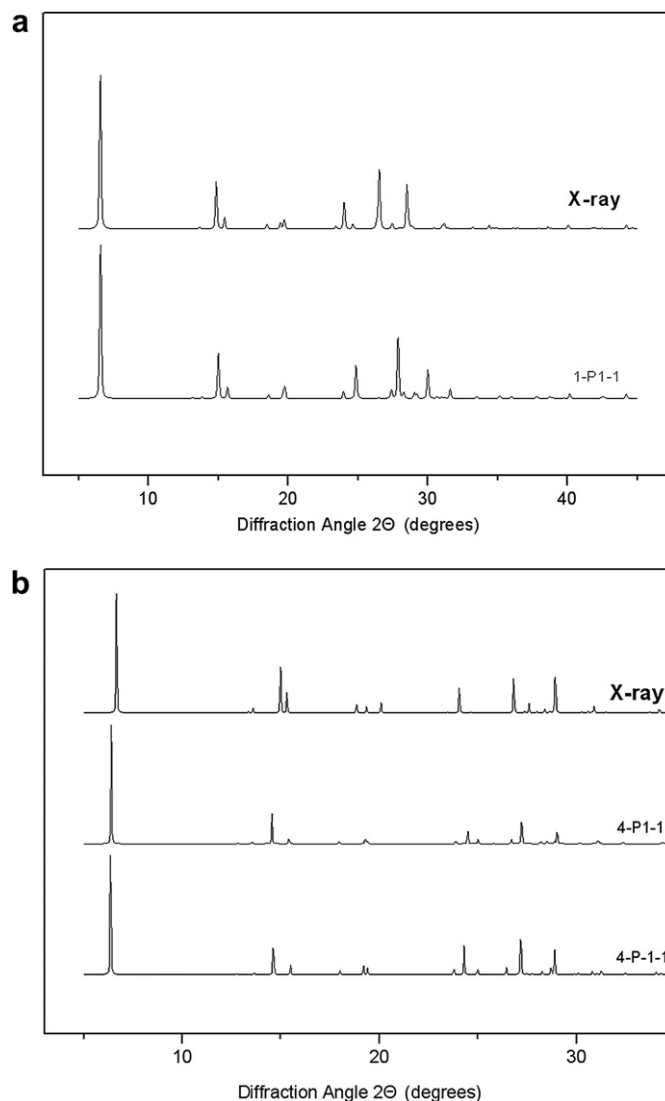 a
X-ray
1-P1-1
10 20 30 40
Diffraction Angle 2Θ (degrees)
b
X-ray
4-P1-1
4-P-1-1
10 20 30
Diffraction Angle 2Θ (degrees)